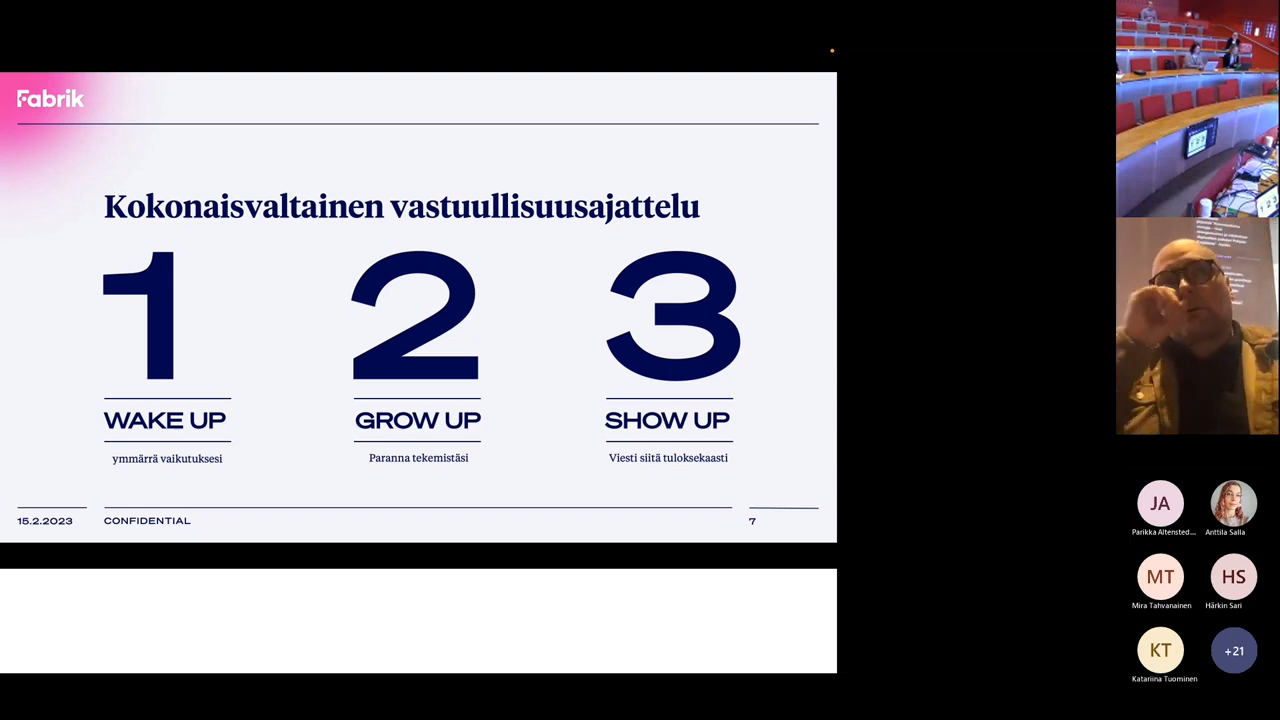 Fabrik
Kokonaisvaltainen vastuullisuusajattelu
1
2
3
WAKE UP
GROW UP
SHOW UP
ymmärrä vaikutuksesi
Paranna tekemistäsi
Viesti siitä tuloksekaasti
15.2.2023
CONFIDENTIAL
7
JA
Parikka Altensted...
Anttila Salla
MT
Mira Tahvanainen
HS
Härkin Sari
KT
Katariina Tuominen
+21